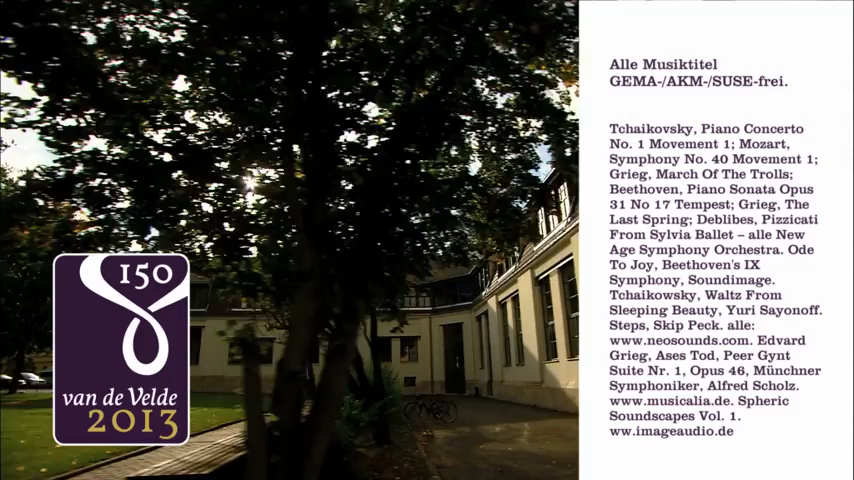 Alle Musiktitel
GEMA-/AKM-/SUSE-frei.
Tchaikovsky, Piano Concerto
No. 1 Movement 1; Mozart,
Symphony No. 40 Movement 1;
Grieg, March Of The Trolls;
Beethoven, Piano Sonata Opus
31 No 17 Tempest; Grieg, The
Last Spring; Deblibes, Pizzicati
From Sylvia Ballet – alle New
Age Symphony Orchestra. Ode
To Joy, Beethoven's IX
Symphony, Soundimage.
Tchaikowsky, Waltz From
Sleeping Beauty, Yuri Sayonoff.
Steps, Skip Peck. alle:
www.neosounds.com. Edvard
Grieg, Ases Tod, Peer Gynt
Suite Nr. 1, Opus 46, Münchner
Symphoniker, Alfred Scholz.
www.musicalia.de. Spheric
Soundscapes Vol. 1.
ww.imageaudio.de
150
van de Velde
2013